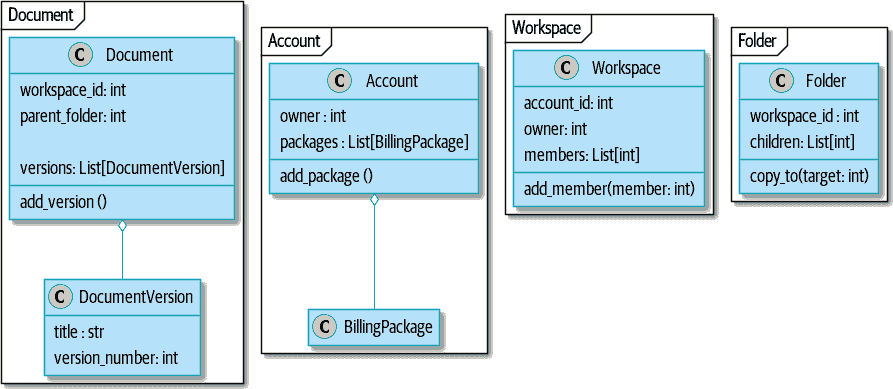 Document
C Document
workspace_id: int
parent_folder: int
versions: List[DocumentVersion]
add_version ()
C DocumentVersion
title : str
version_number: int
Account
C Account
owner : int
packages : List[BillingPackage]
add_package ()
C BillingPackage
Workspace
C Workspace
account_id: int
owner: int
members: List[int]
add_member(member: int)
Folder
C Folder
workspace_id : int
children: List[int]
copy_to(target: int)